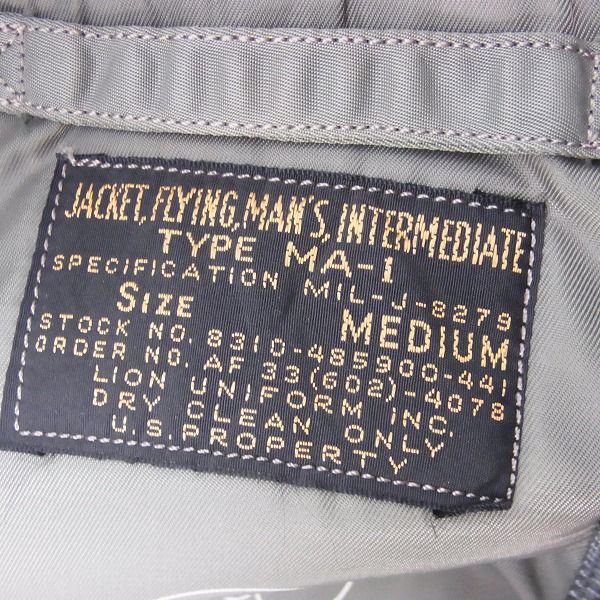 JACKET, FLYING, MAN'S, INTERMEDIATE
TYPE MA-1
SPECIFICATION MIL-J-8279
SIZE MEDIUM
STOCK NO. 8310-485900-441
ORDER NO. AF 33(602)-4078
LION UNIFORM INC.
DRY CLEAN ONLY
U.S. PROPERTY